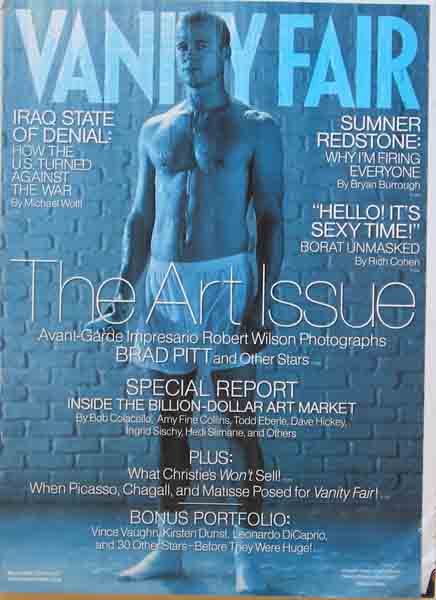 VANITY FAIR
IRAQ STATE
OF DENIAL:
HOW THE
U.S. TURNED
AGAINST
THE WAR
By Michael Wolff
SUMNER
REDSTONE:
WHY I'M FIRING
EVERYONE
By Bryan Burrough
"HELLO! IT'S
SEXY TIME!"
BORAT UNMASKED
By Rich Cohen
The Art Issue
Avant-Garde Impresario Robert Wilson Photographs
BRAD PITT and Other Stars
SPECIAL REPORT
INSIDE THE BILLION-DOLLAR ART MARKET
By Bob Colacello, Amy Fine Collins, Todd Eberle, Dave Hickey,
Ingrid Sischy, Hedi Slimane, and Others
PLUS:
What Christie's Won't Sell!
When Picasso, Chagall, and Matisse Posed for Vanity Fair!
BONUS PORTFOLIO:
Vince Vaughn, Kirsten Dunst, Leonardo DiCaprio,
and 30 Other Stars—Before They Were Huge!